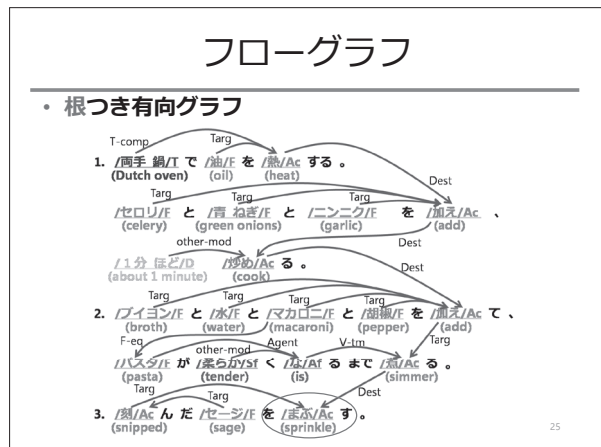 フローグラフ
• 根つき有向グラフ
T-comp Targ
1. /両手 鍋/T で /油/F を /熱/Ac する 。
(Dutch oven) (oil) (heat)
Dest
Targ Targ Targ
/セロリ/F と /青 ねぎ/F と /ニンニク/F を /加え/Ac 、
(celery) (green onions) (garlic) (add)
other-mod Dest
/1分 ほど/D /炒め/Ac る 。
(about 1 minute) (cook)
Dest
Targ Targ Targ Targ
2. /ブイヨン/F と /水/F と /マカロニ/F と /胡椒/F を /加え/Ac て 、
(broth) (water) (macaroni) (pepper) (add)
F-eq other-mod Agent V-tm Targ
/パスタ/F が /柔らか/Sf く /な/Af る まで /煮/Ac る 。
(pasta) (tender) (is) (simmer)
Targ Targ Dest
3. /刻/Ac ん だ /セージ/F を /まぶ/Ac す 。
(snipped) (sage) (sprinkle)
25